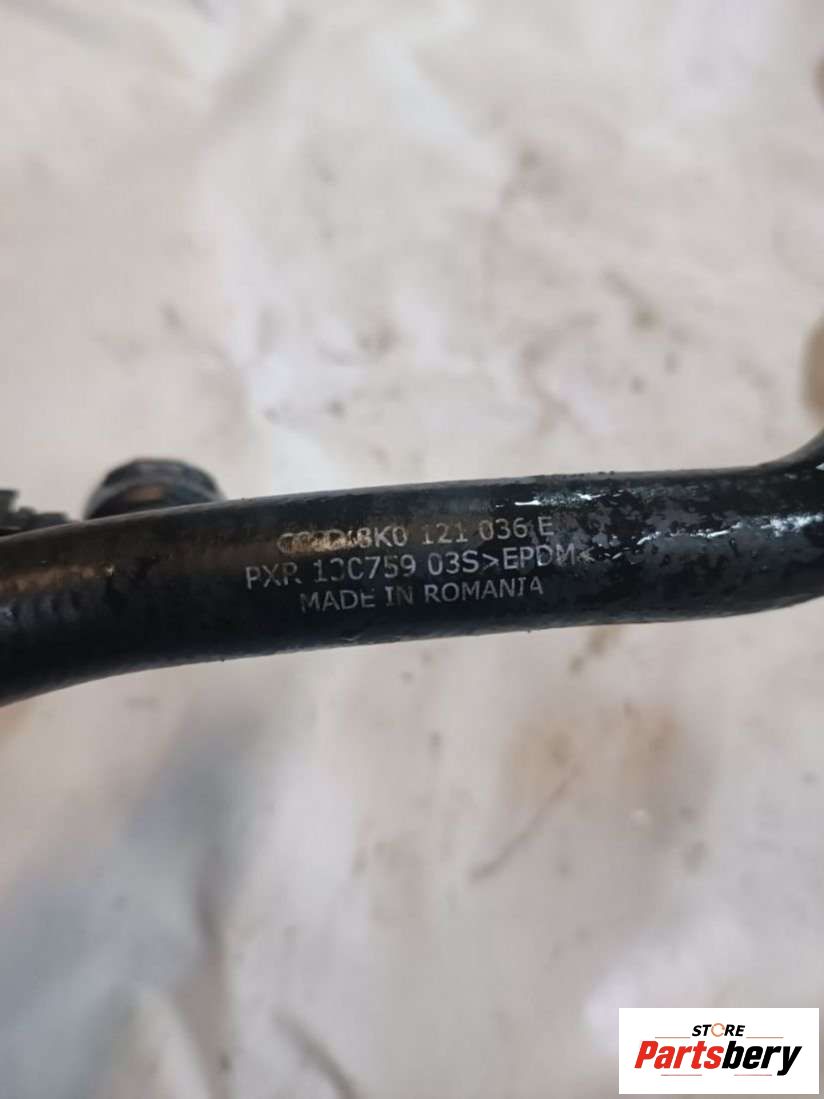 8K0 121 036 E
PXR 13C759 03S>EPDM<
MADE IN ROMANIA
STORE
Partsbery